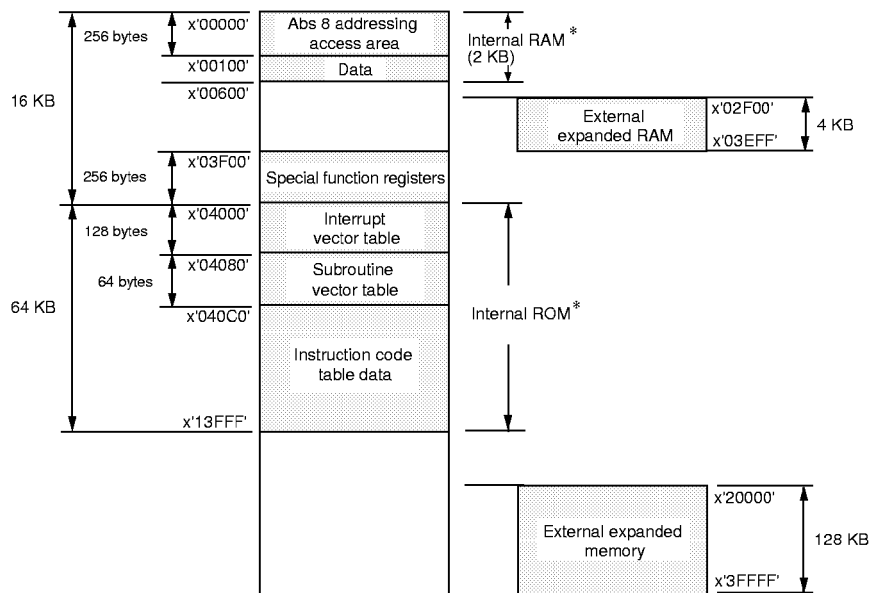 x'00000'
256 bytes
Abs 8 addressing
access area
Internal RAM*
(2 KB)
x'00100'
Data
x'00600'
16 KB
External
expanded RAM
x'02F00'
x'03EFF'
4 KB
x'03F00'
256 bytes
Special function registers
x'04000'
128 bytes
Interrupt
vector table
x'04080'
64 bytes
Subroutine
vector table
64 KB
x'040C0'
Internal ROM*
Instruction code
table data
x'13FFF'
x'20000'
External expanded
memory
128 KB
x'3FFFF'